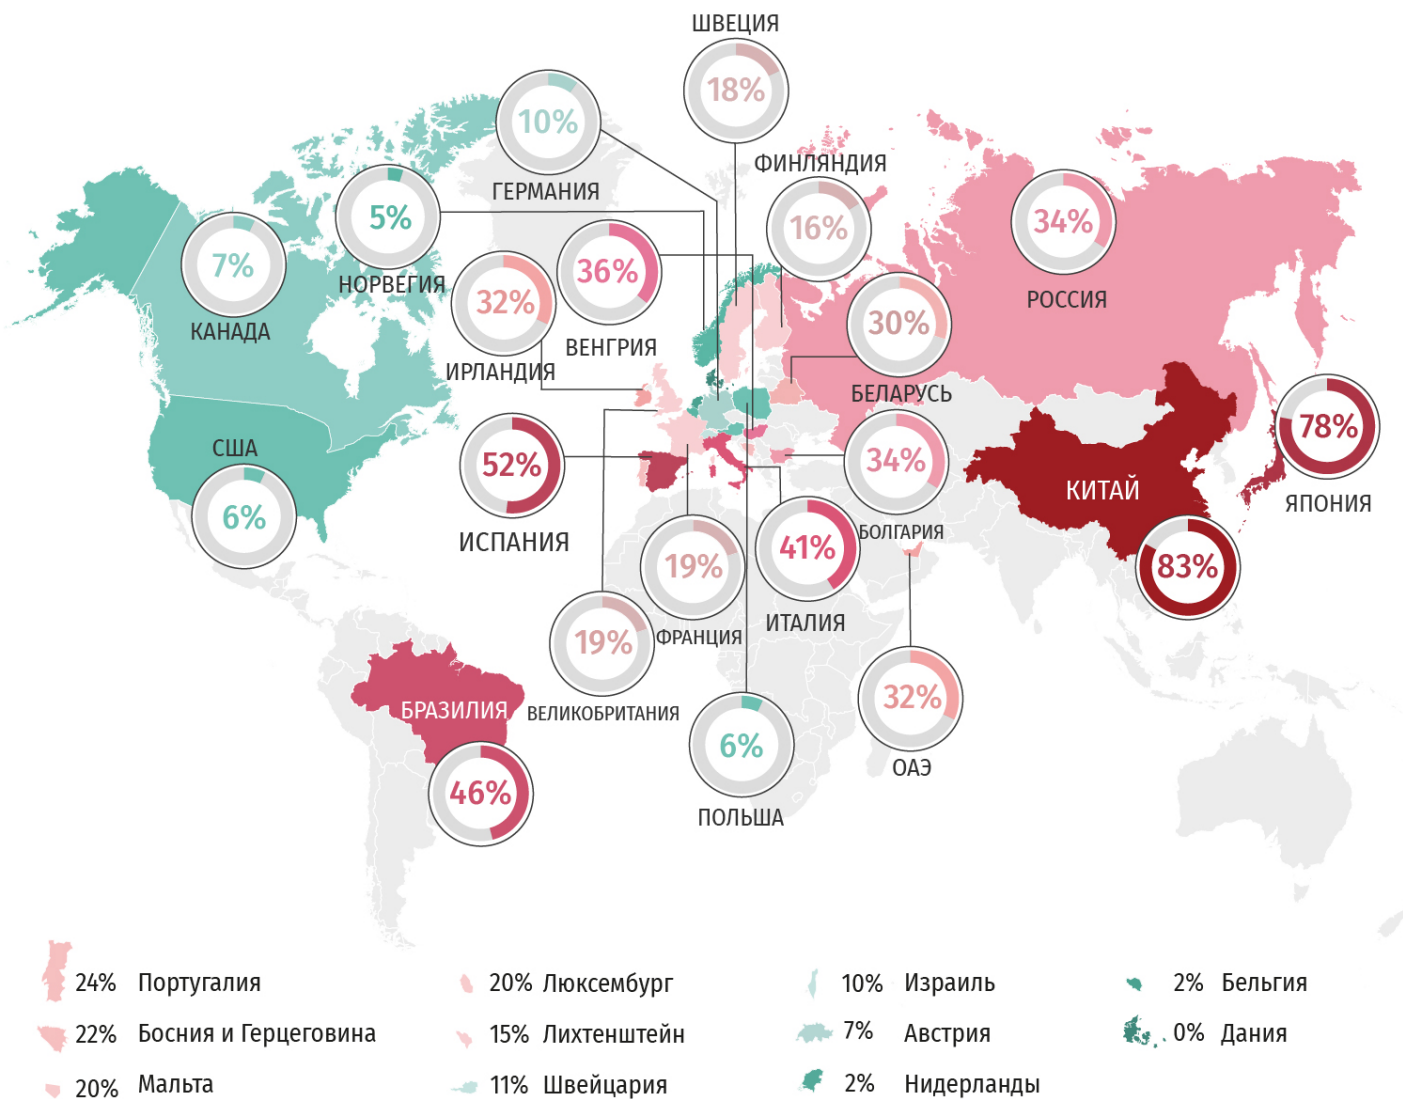 ШВЕЦИЯ
18%
10%
ГЕРМАНИЯ
ФИНЛЯНДИЯ
16%
5%
НОРВЕГИЯ
34%
РОССИЯ
7%
КАНАДА
36%
ВЕНГРИЯ
32%
ИРЛАНДИЯ
30%
БЕЛАРУСЬ
США
6%
52%
ИСПАНИЯ
34%
БОЛГАРИЯ
КИТАЙ
83%
78%
ЯПОНИЯ
19%
ФРАНЦИЯ
41%
ИТАЛИЯ
19%
ВЕЛИКОБРИТАНИЯ
БРАЗИЛИЯ
46%
6%
ПОЛЬША
32%
ОАЭ
24% Португалия
22% Босния и Герцеговина
20% Мальта
20% Люксембург
15% Лихтенштейн
11% Швейцария
10% Израиль
7% Австрия
2% Нидерланды
2% Бельгия
0% Дания